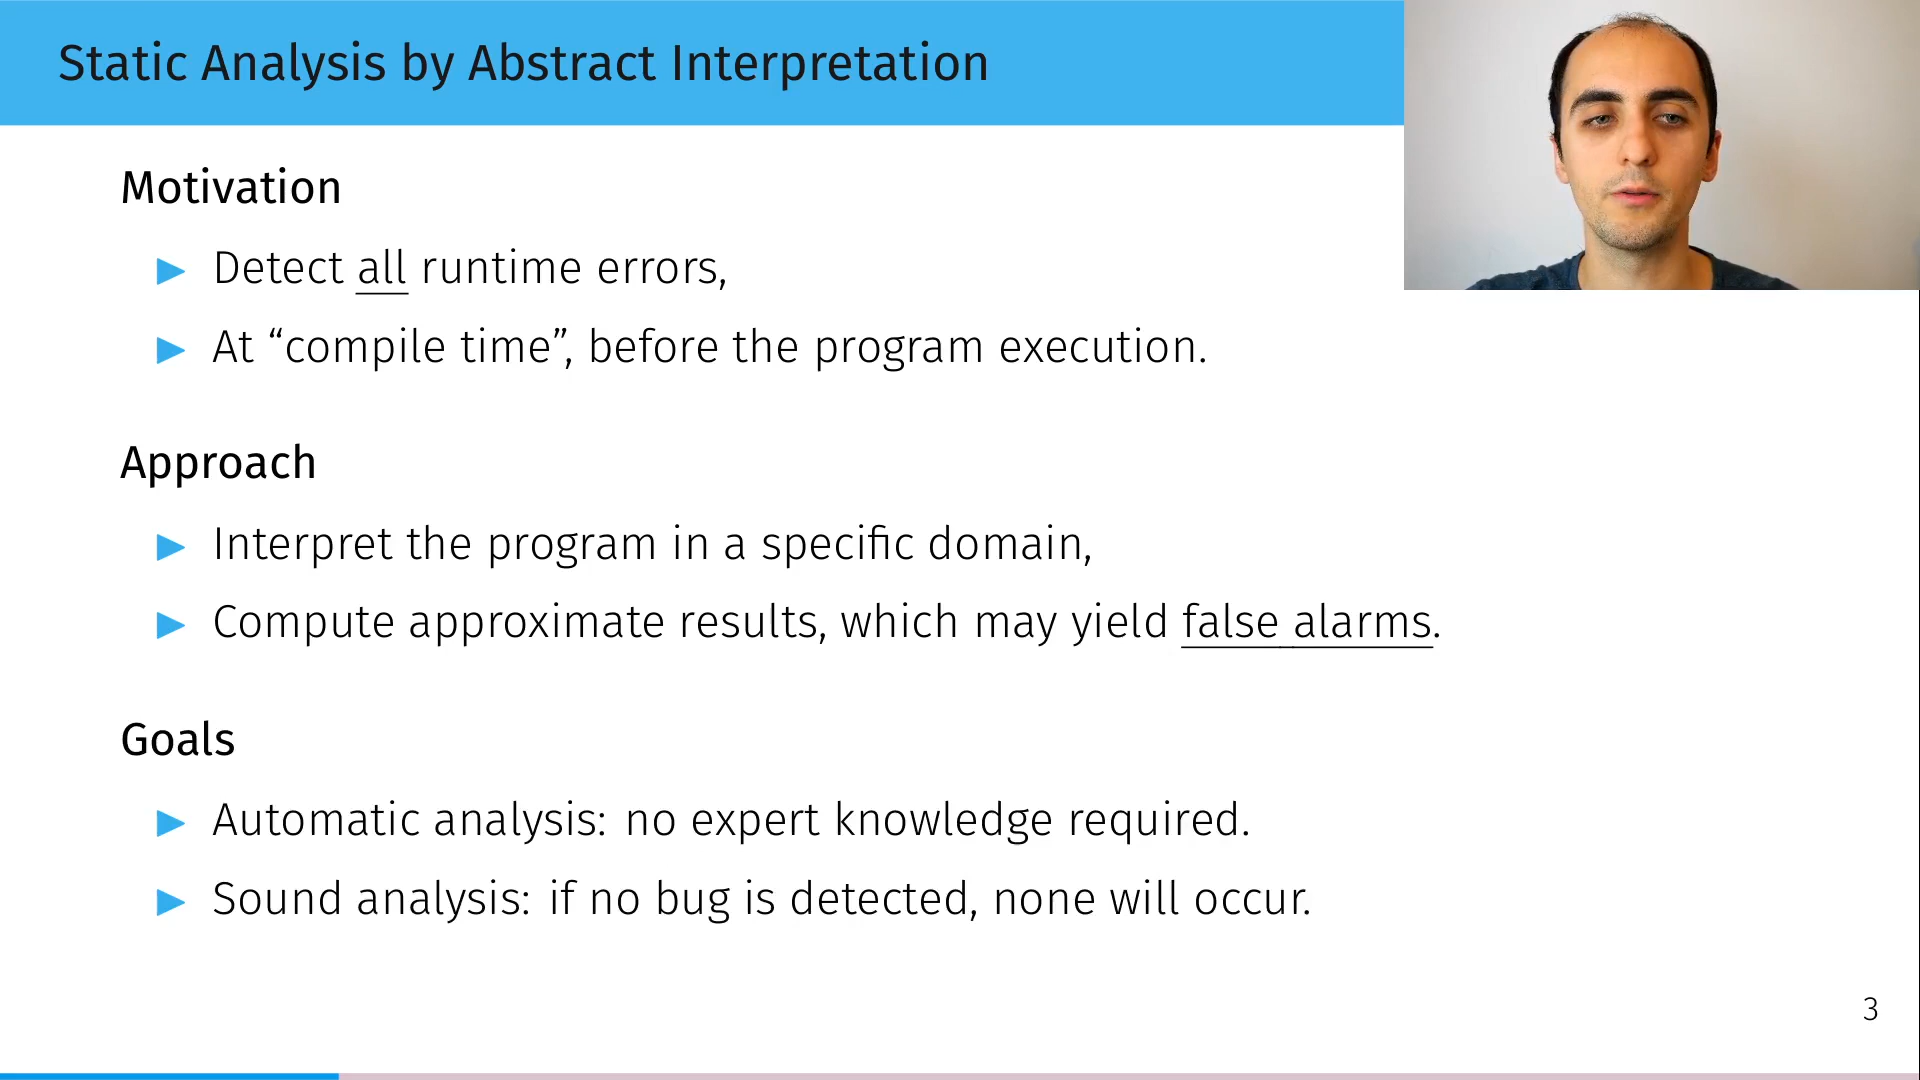 Static Analysis by Abstract Interpretation
Motivation
Detect all runtime errors,
At “compile time”, before the program execution.
Approach
Interpret the program in a specific domain,
Compute approximate results, which may yield false alarms.
Goals
Automatic analysis: no expert knowledge required.
Sound analysis: if no bug is detected, none will occur.
3